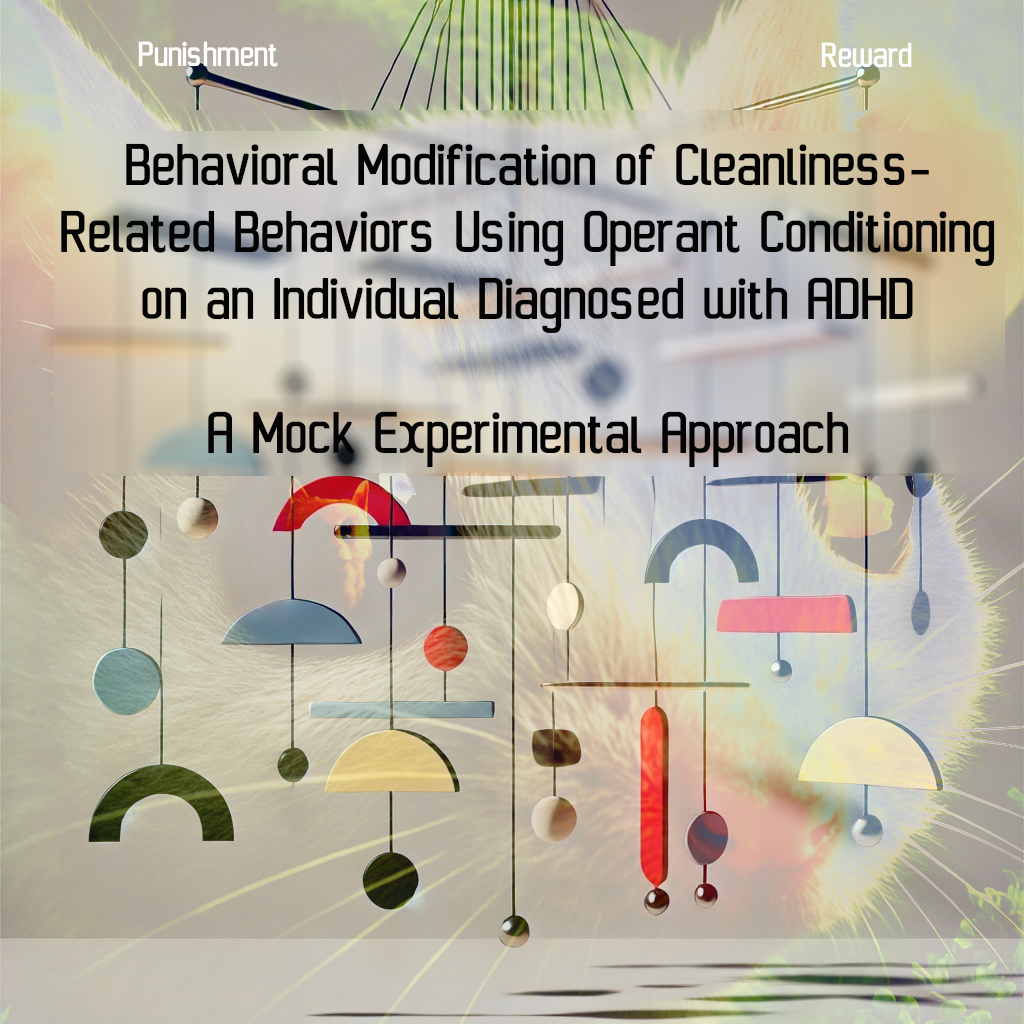 Punishment
Reward
Behavioral Modification of Cleanliness-
Related Behaviors Using Operant Conditioning
on an Individual Diagnosed with ADHD
A Mock Experimental Approach